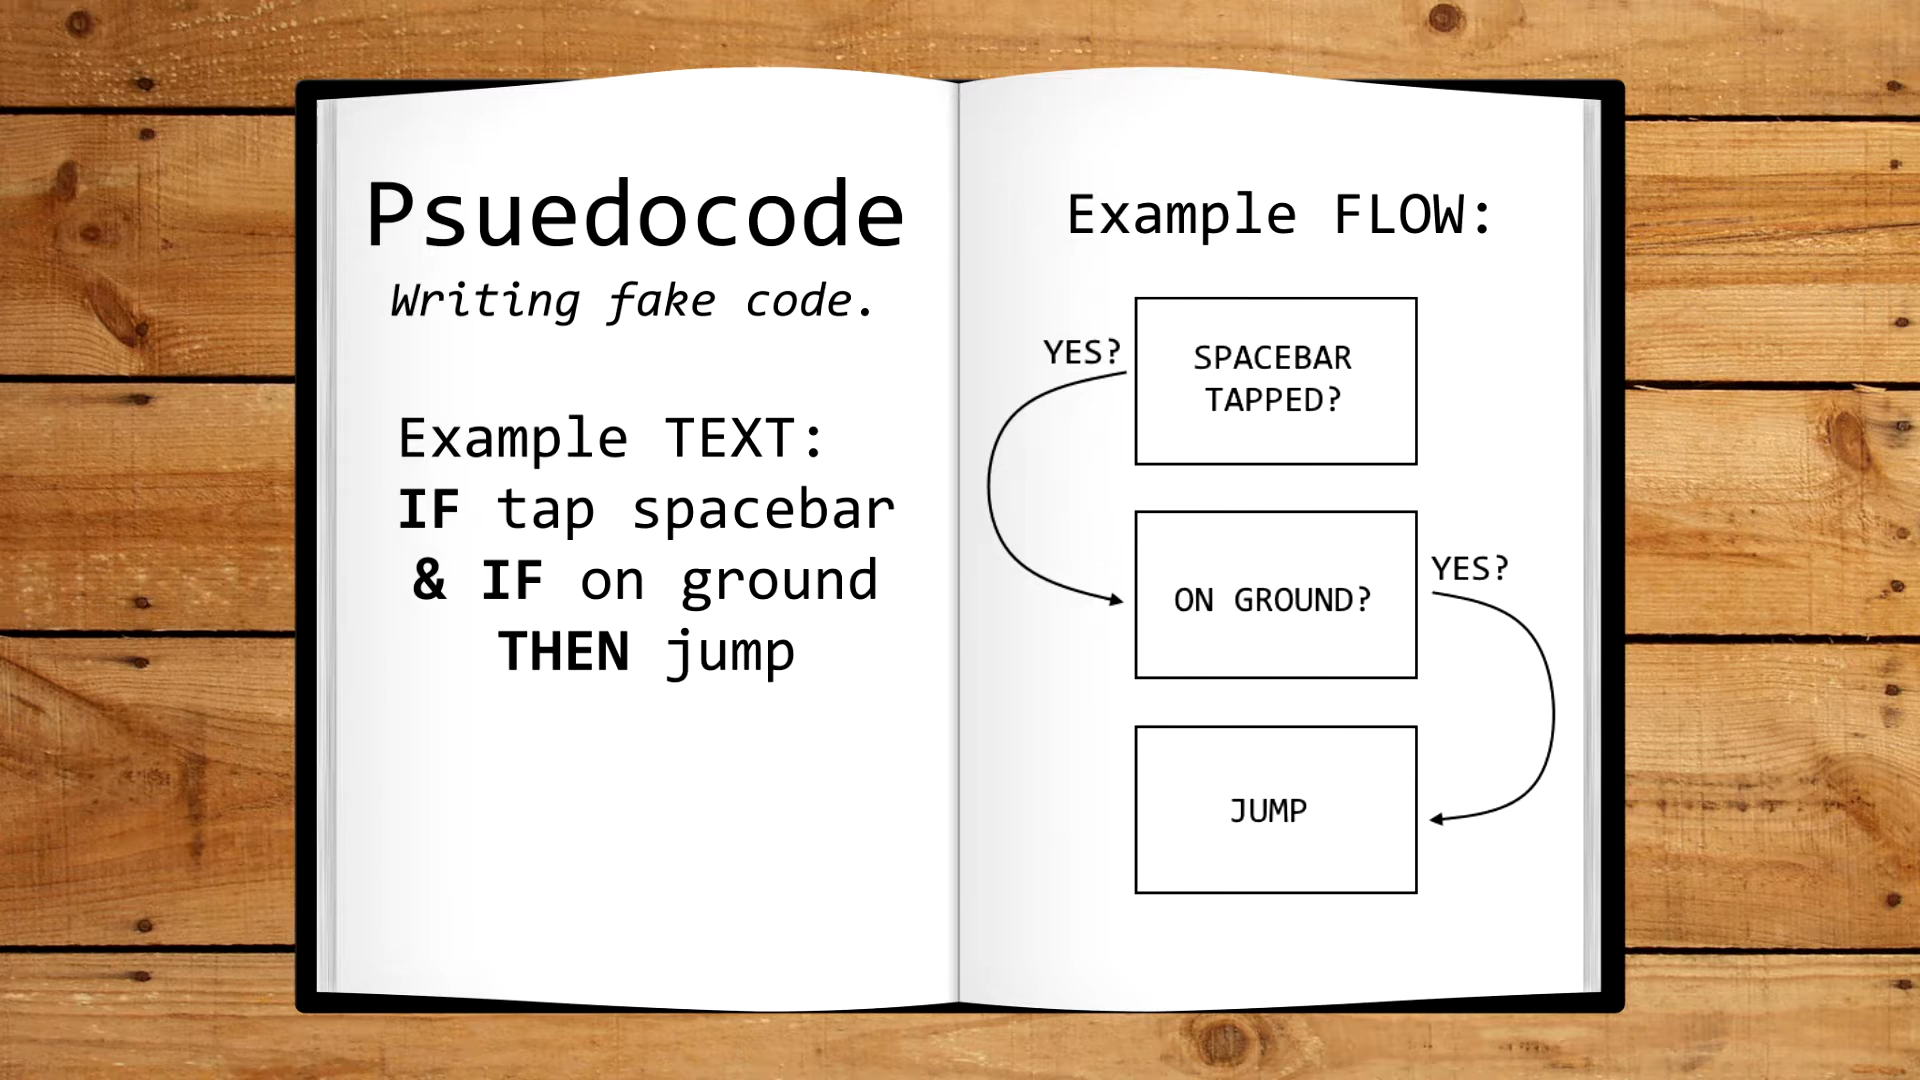 Psuedocode
Writing fake code.
Example TEXT:
IF tap spacebar
& IF on ground
THEN jump
Example FLOW:
YES?
SPACEBAR
TAPPED?
ON GROUND?
YES?
JUMP